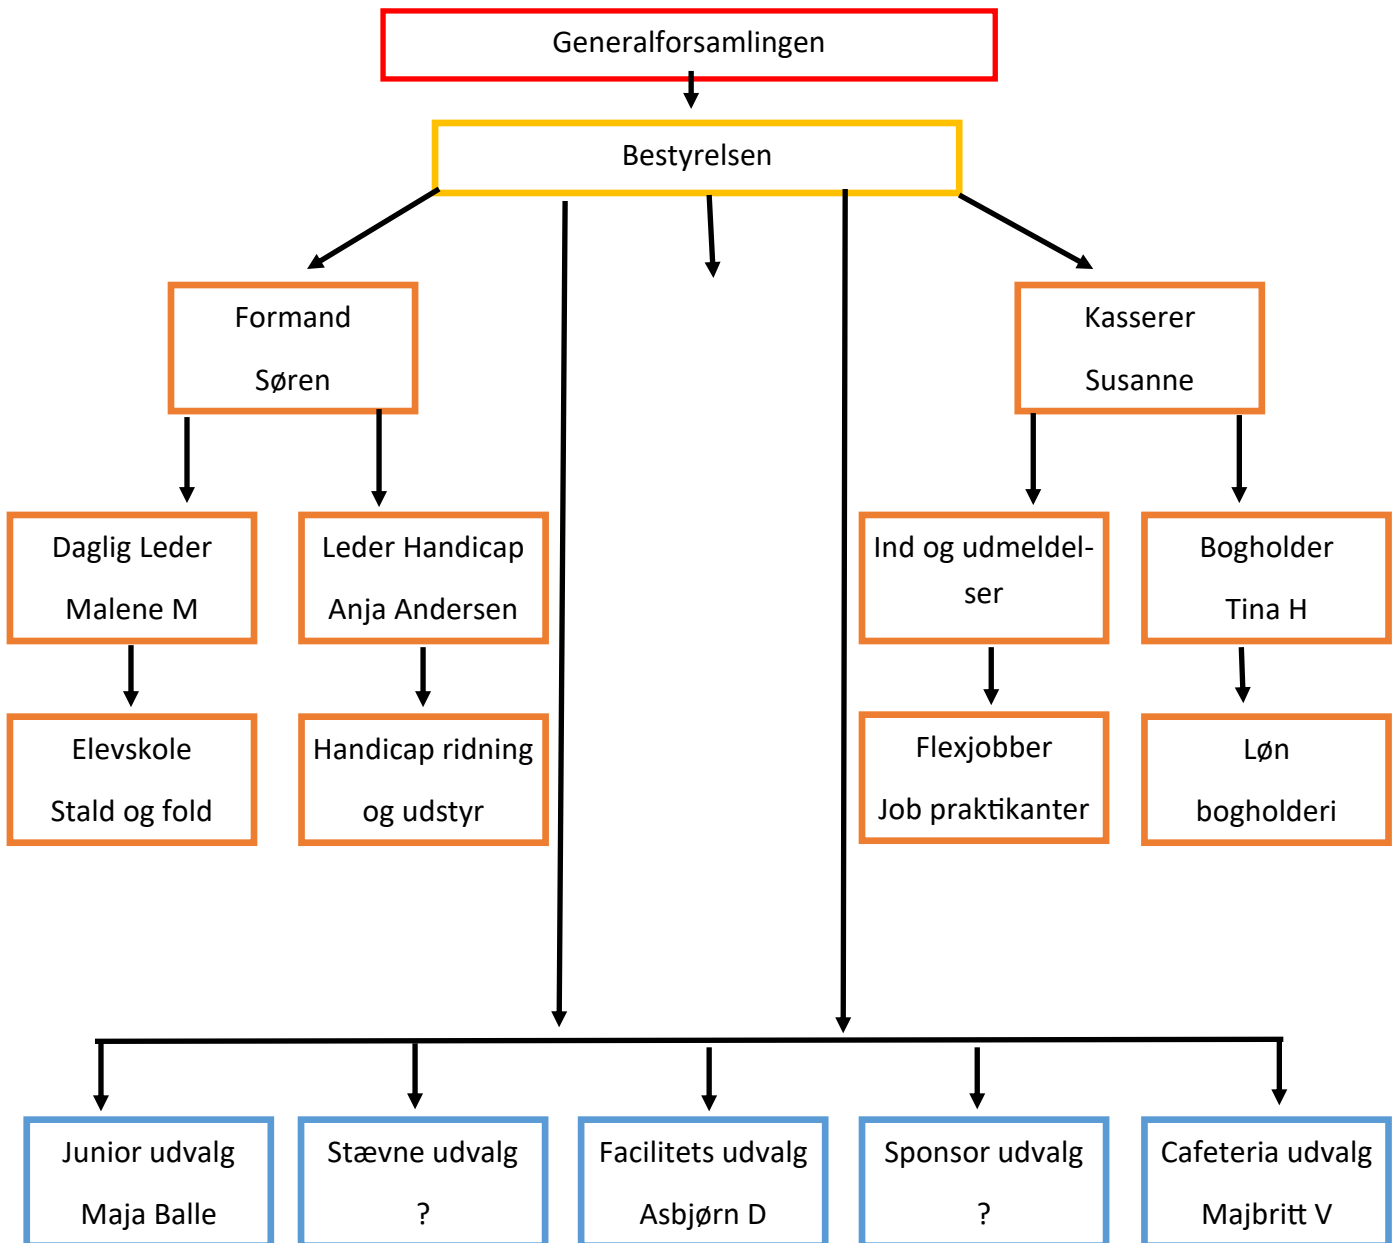 Generalforsamlingen
Bestyrelsen
Formand
Søren
Kasserer
Susanne
Daglig Leder
Malene M
Leder Handicap
Anja Andersen
Ind og udmeldel-
ser
Bogholder
Tina H
Elevskole
Stald og fold
Handicap ridning
og udstyr
Flexjobber
Job praktikanter
Løn
bogholderi
Junior udvalg
Maja Balle
Stævne udvalg
?
Facilitets udvalg
Asbjørn D
Sponsor udvalg
?
Cafeteria udvalg
Majbritt V